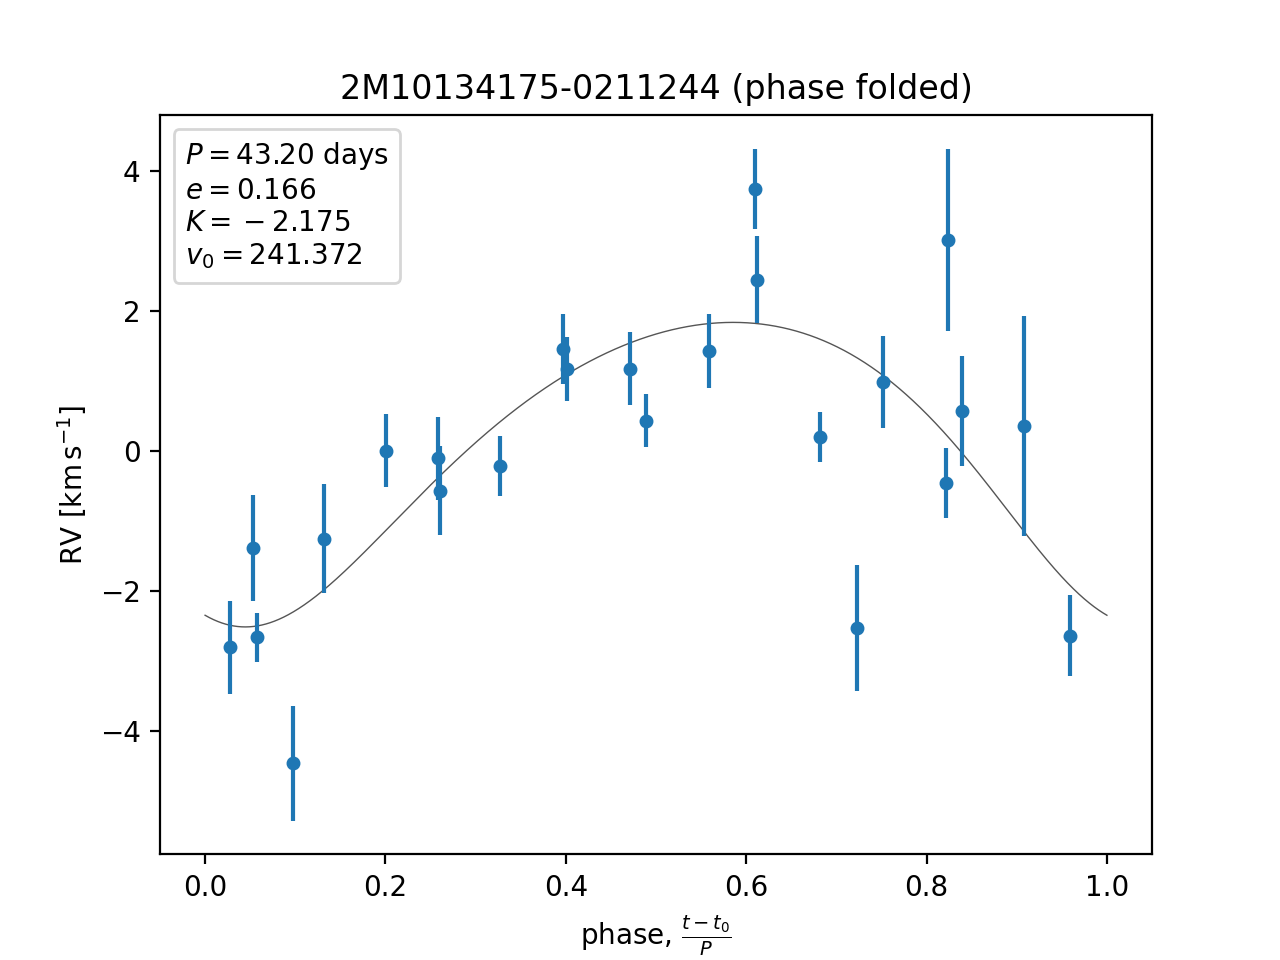 2M10134175-0211244 (phase folded)
P = 43.20 days
e = 0.166
K = −2.175
v₀ = 241.372
RV [km s⁻¹]
4
2
0
−2
−4
0.0 0.2 0.4 0.6 0.8 1.0
phase, (t − t₀)/P